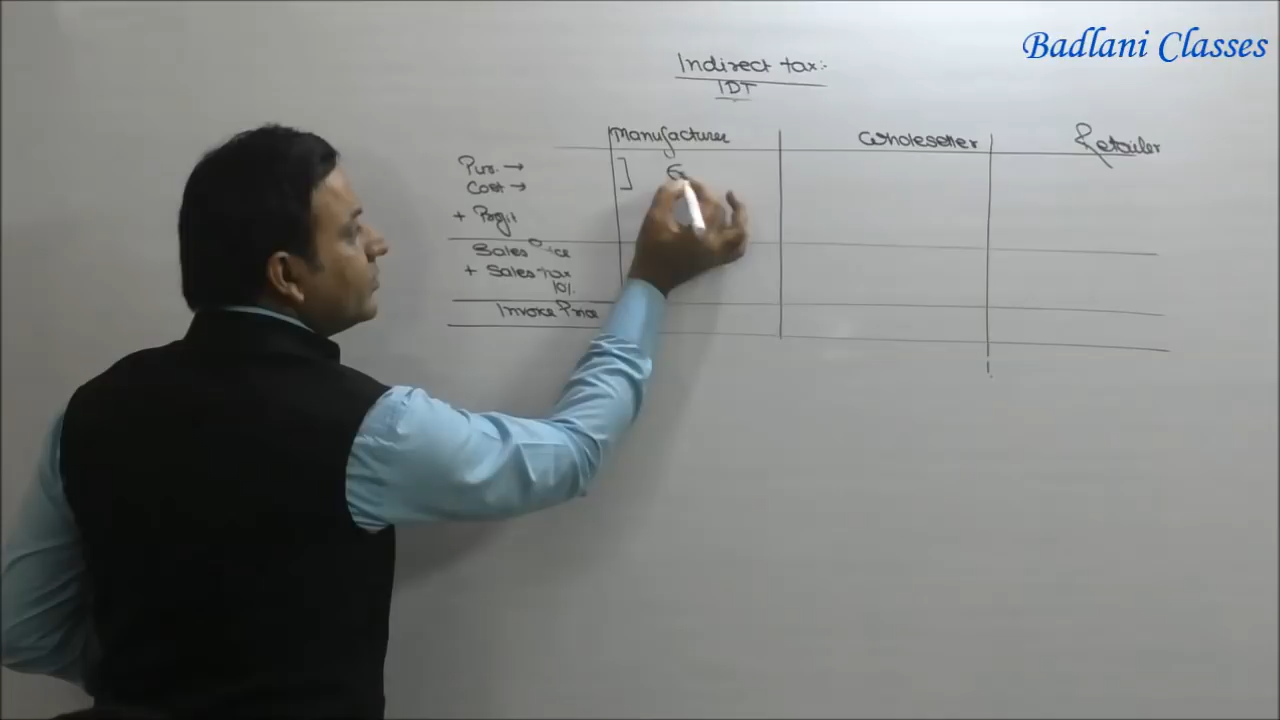 Badlani Classes
Indirect tax:-
IDT
Manufacturer Wholeseller Retailer
Pur. →
Cost →
+ Profit
Sales Price
+ Sales tax
10%
Invoice Price